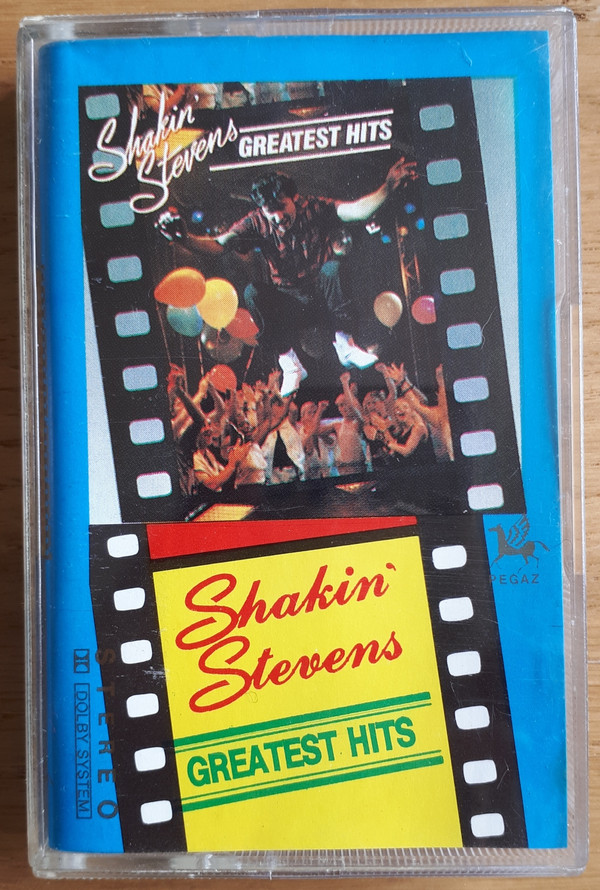 Shakin'
Stevens
GREATEST HITS
PEGAZ
Shakin'
Stevens
GREATEST HITS
STEREO
DOLBY SYSTEM